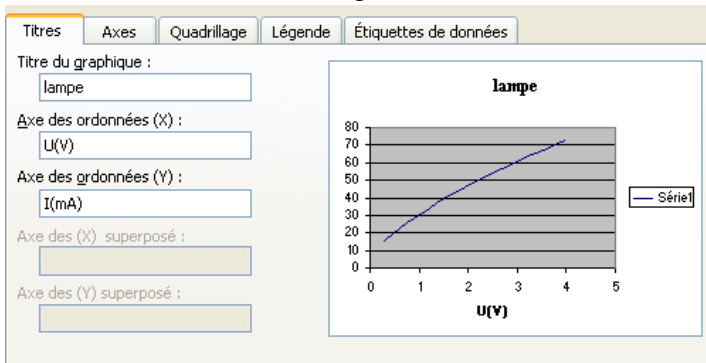 Titres Axes Quadrillage Légende Étiquettes de données
Titre du graphique :
lampe
Axe des ordonnées (X) :
U(V)
Axe des ordonnées (Y) :
I(mA)
Axe des (X) superposé :
Axe des (Y) superposé :
lampe
80
70
60
50
40
30
20
10
0
0 1 2 3 4 5
U(V)
Série1